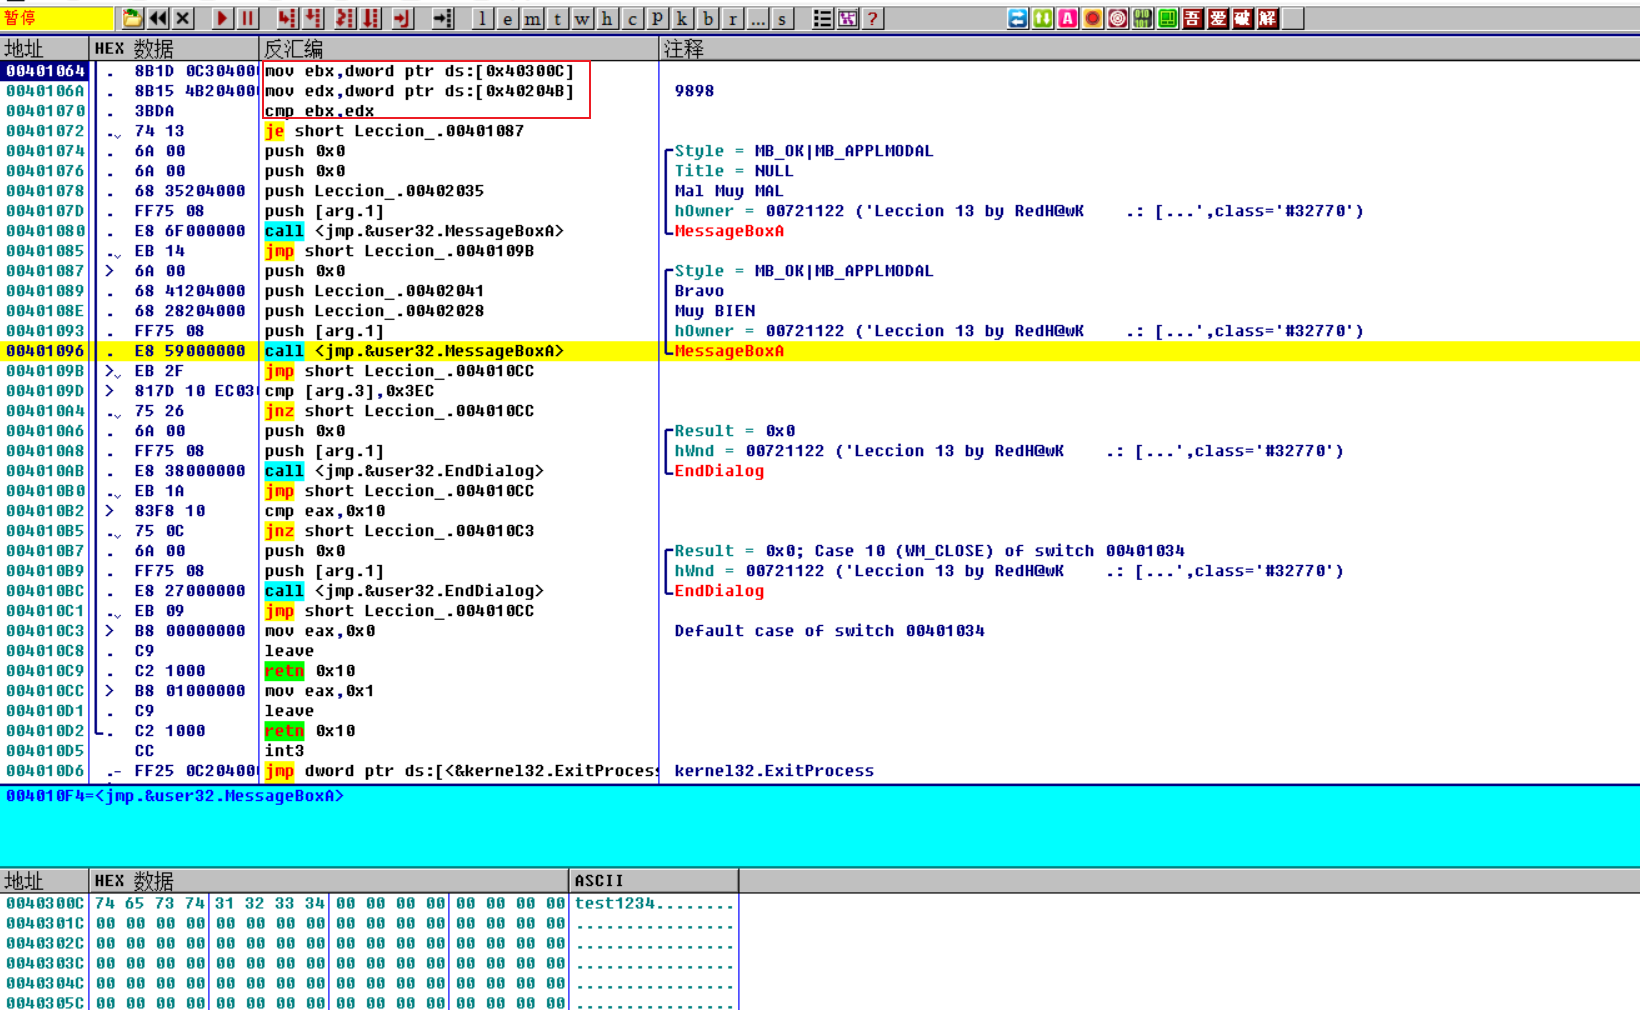 暂停 l e m t w h c p k b r ... s ? A 吾 爱 破 解
地址 HEX 数据 反汇编 注释
00401064 . 8B1D 0C30400 mov ebx,dword ptr ds:[0x40300C]
0040106A . 8B15 4B20400 mov edx,dword ptr ds:[0x40204B] 9898
00401070 . 3BDA cmp ebx,edx
00401072 .v 74 13 je short Leccion_.00401087
00401074 . 6A 00 push 0x0 Style = MB_OK|MB_APPLMODAL
00401076 . 6A 00 push 0x0 Title = NULL
00401078 . 68 35204000 push Leccion_.00402035 Mal Muy MAL
0040107D . FF75 08 push [arg.1] hOwner = 00721122 ('Leccion 13 by RedH@wK .: [...',class='#32770')
00401080 . E8 6F000000 call <jmp.&user32.MessageBoxA> MessageBoxA
00401085 .v EB 14 jmp short Leccion_.0040109B
00401087 > 6A 00 push 0x0 Style = MB_OK|MB_APPLMODAL
00401089 . 68 41204000 push Leccion_.00402041 Bravo
0040108E . 68 28204000 push Leccion_.00402028 Muy BIEN
00401093 . FF75 08 push [arg.1] hOwner = 00721122 ('Leccion 13 by RedH@wK .: [...',class='#32770')
00401096 . E8 59000000 call <jmp.&user32.MessageBoxA> MessageBoxA
0040109B >v EB 2F jmp short Leccion_.004010CC
0040109D > 817D 10 EC03 cmp [arg.3],0x3EC
004010A4 .v 75 26 jnz short Leccion_.004010CC
004010A6 . 6A 00 push 0x0 Result = 0x0
004010A8 . FF75 08 push [arg.1] hWnd = 00721122 ('Leccion 13 by RedH@wK .: [...',class='#32770')
004010AB . E8 38000000 call <jmp.&user32.EndDialog> EndDialog
004010B0 .v EB 1A jmp short Leccion_.004010CC
004010B2 > 83F8 10 cmp eax,0x10
004010B5 .v 75 0C jnz short Leccion_.004010C3
004010B7 . 6A 00 push 0x0 Result = 0x0; Case 10 (WM_CLOSE) of switch 00401034
004010B9 . FF75 08 push [arg.1] hWnd = 00721122 ('Leccion 13 by RedH@wK .: [...',class='#32770')
004010BC . E8 27000000 call <jmp.&user32.EndDialog> EndDialog
004010C1 .v EB 09 jmp short Leccion_.004010CC
004010C3 > B8 00000000 mov eax,0x0 Default case of switch 00401034
004010C8 . C9 leave
004010C9 . C2 1000 retn 0x10
004010CC > B8 01000000 mov eax,0x1
004010D1 . C9 leave
004010D2 . C2 1000 retn 0x10
004010D5 CC int3
004010D6 .- FF25 0C20400 jmp dword ptr ds:[<&kernel32.ExitProces kernel32.ExitProcess
004010F4=<jmp.&user32.MessageBoxA>
地址 HEX 数据 ASCII
0040300C 74 65 73 74 31 32 33 34 00 00 00 00 00 00 00 00 test1234........
0040301C 00 00 00 00 00 00 00 00 00 00 00 00 00 00 00 00 ................
0040302C 00 00 00 00 00 00 00 00 00 00 00 00 00 00 00 00 ................
0040303C 00 00 00 00 00 00 00 00 00 00 00 00 00 00 00 00 ................
0040304C 00 00 00 00 00 00 00 00 00 00 00 00 00 00 00 00 ................
0040305C 00 00 00 00 00 00 00 00 00 00 00 00 00 00 00 00 ................